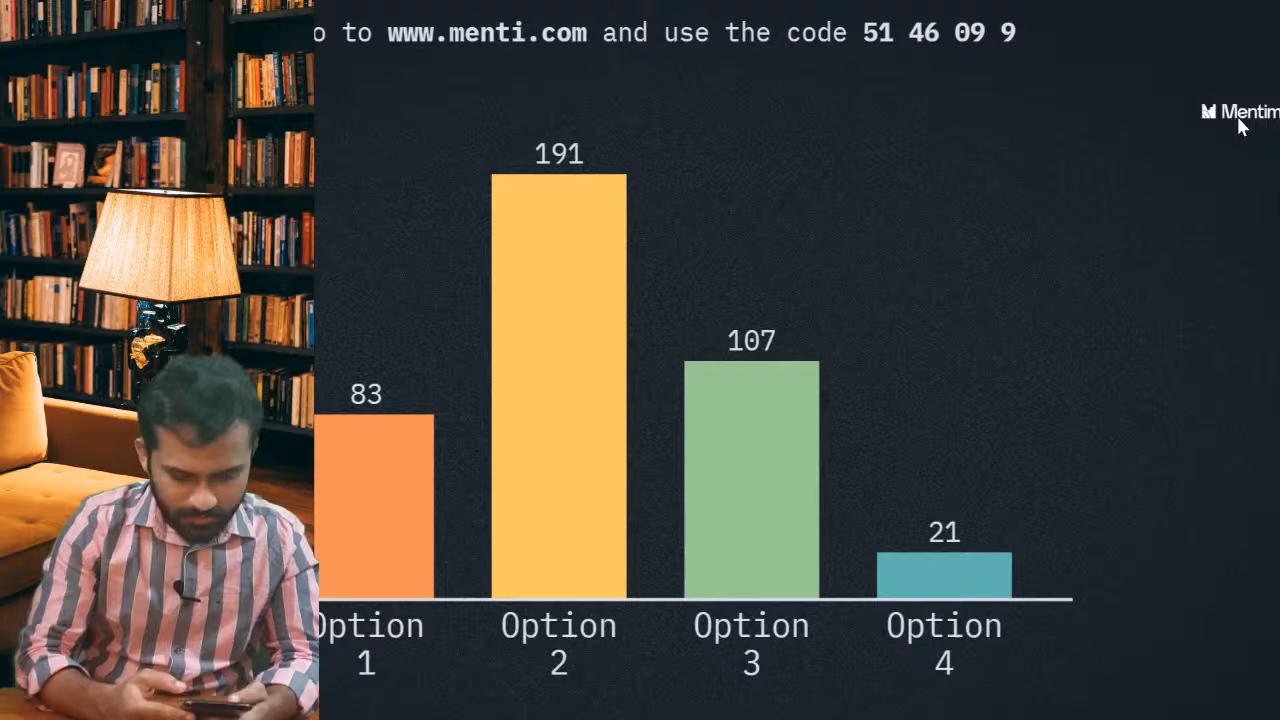 o to www.menti.com and use the code 51 46 09 9
Mentim
191
107
83
21
Option Option Option Option
1 2 3 4